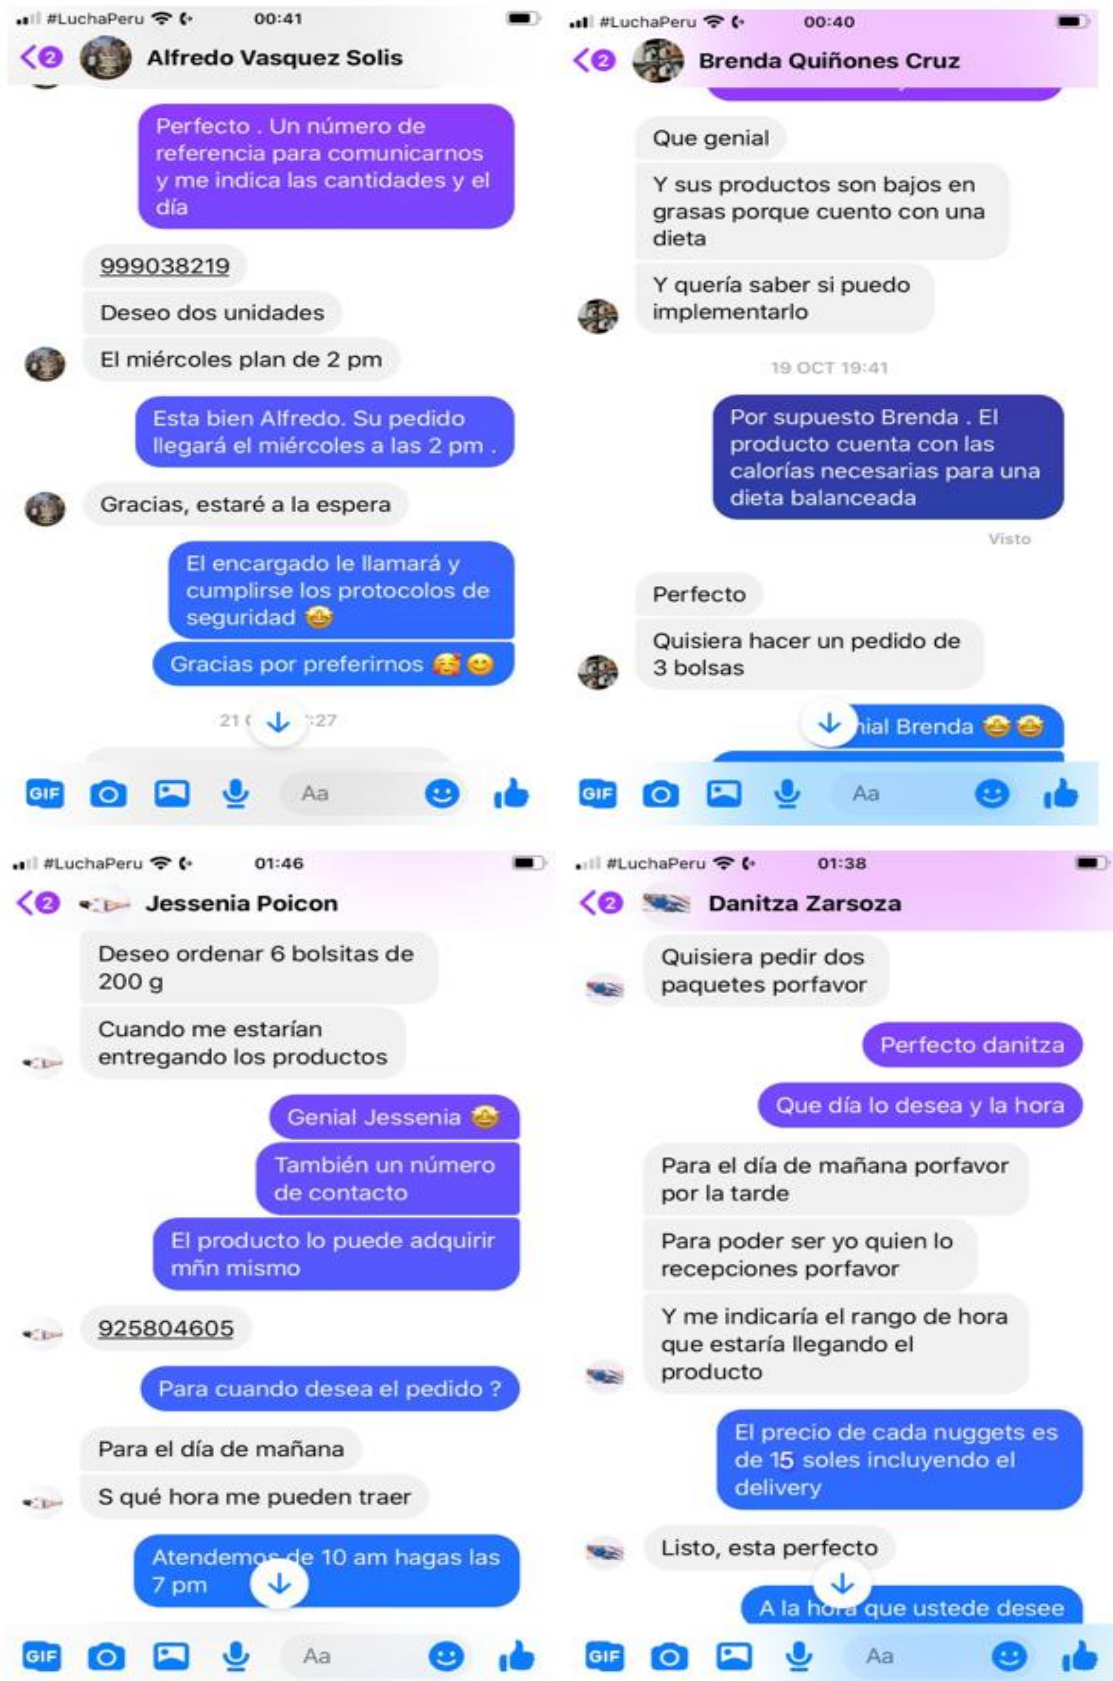 #LuchaPeru 00:41
2 Alfredo Vasquez Solis
Perfecto . Un número de
referencia para comunicarnos
y me indica las cantidades y el
día
999038219
Deseo dos unidades
El miércoles plan de 2 pm
Esta bien Alfredo. Su pedido
llegará el miércoles a las 2 pm .
Gracias, estaré a la espera
El encargado le llamará y
cumplirse los protocolos de
seguridad 🤩
Gracias por preferirnos 🥰😊
21 :27
GIF Aa
#LuchaPeru 00:40
2 Brenda Quiñones Cruz
Que genial
Y sus productos son bajos en
grasas porque cuento con una
dieta
Y quería saber si puedo
implementarlo
19 OCT 19:41
Por supuesto Brenda . El
producto cuenta con las
calorías necesarias para una
dieta balanceada
Visto
Perfecto
Quisiera hacer un pedido de
3 bolsas
Brenda 🤩🤩
GIF Aa
#LuchaPeru 01:46
2 Jessenia Poicon
Deseo ordenar 6 bolsitas de
200 g
Cuando me estarían
entregando los productos
Genial Jessenia 🤩
También un número
de contacto
El producto lo puede adquirir
mñn mismo
925804605
Para cuando desea el pedido ?
Para el día de mañana
S qué hora me pueden traer
Atendemos de 10 am hagas las
7 pm
GIF Aa
#LuchaPeru 01:38
2 Danitza Zarsoza
Quisiera pedir dos
paquetes porfavor
Perfecto danitza
Que día lo desea y la hora
Para el día de mañana porfavor
por la tarde
Para poder ser yo quien lo
recepciones porfavor
Y me indicaría el rango de hora
que estaría llegando el
producto
El precio de cada nuggets es
de 15 soles incluyendo el
delivery
Listo, esta perfecto
A la hora que ustede desee
GIF Aa